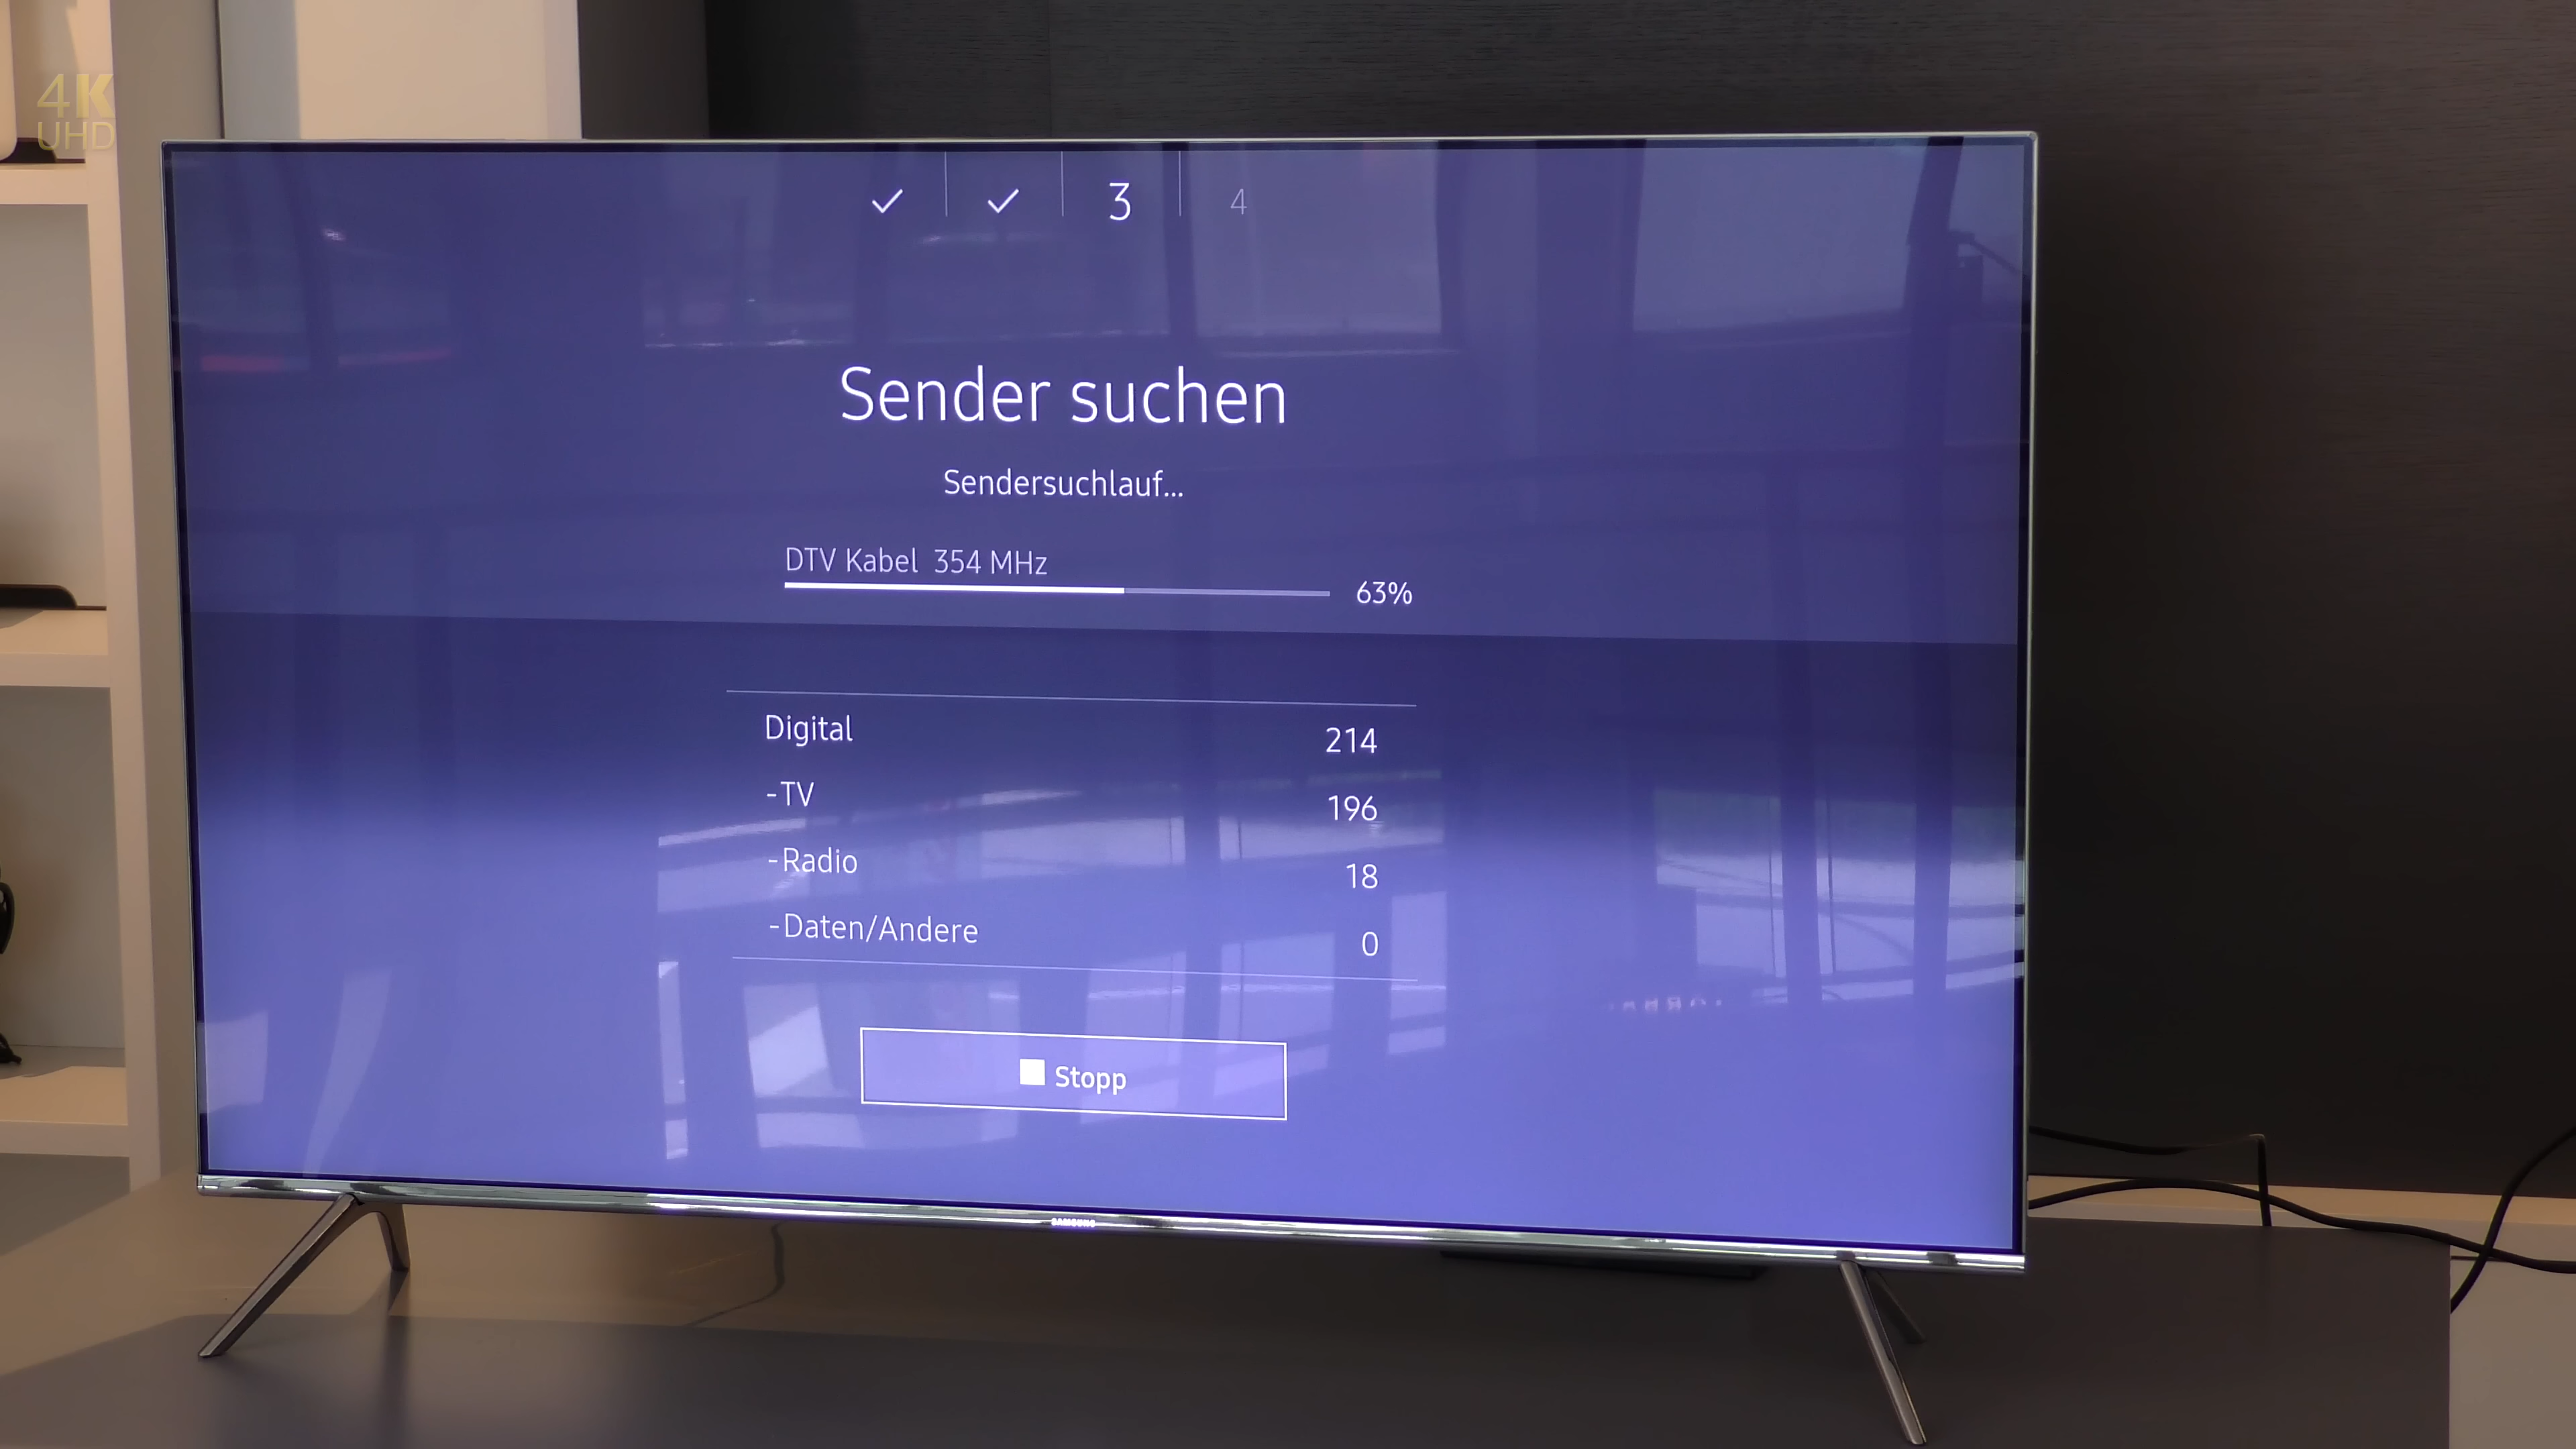 4K
UHD
3
4
Sender suchen
Sendersuchlauf...
DTV Kabel 354 MHz
63%
Digital 214
-TV 196
-Radio 18
-Daten/Andere 0
Stopp
SAMSUNG